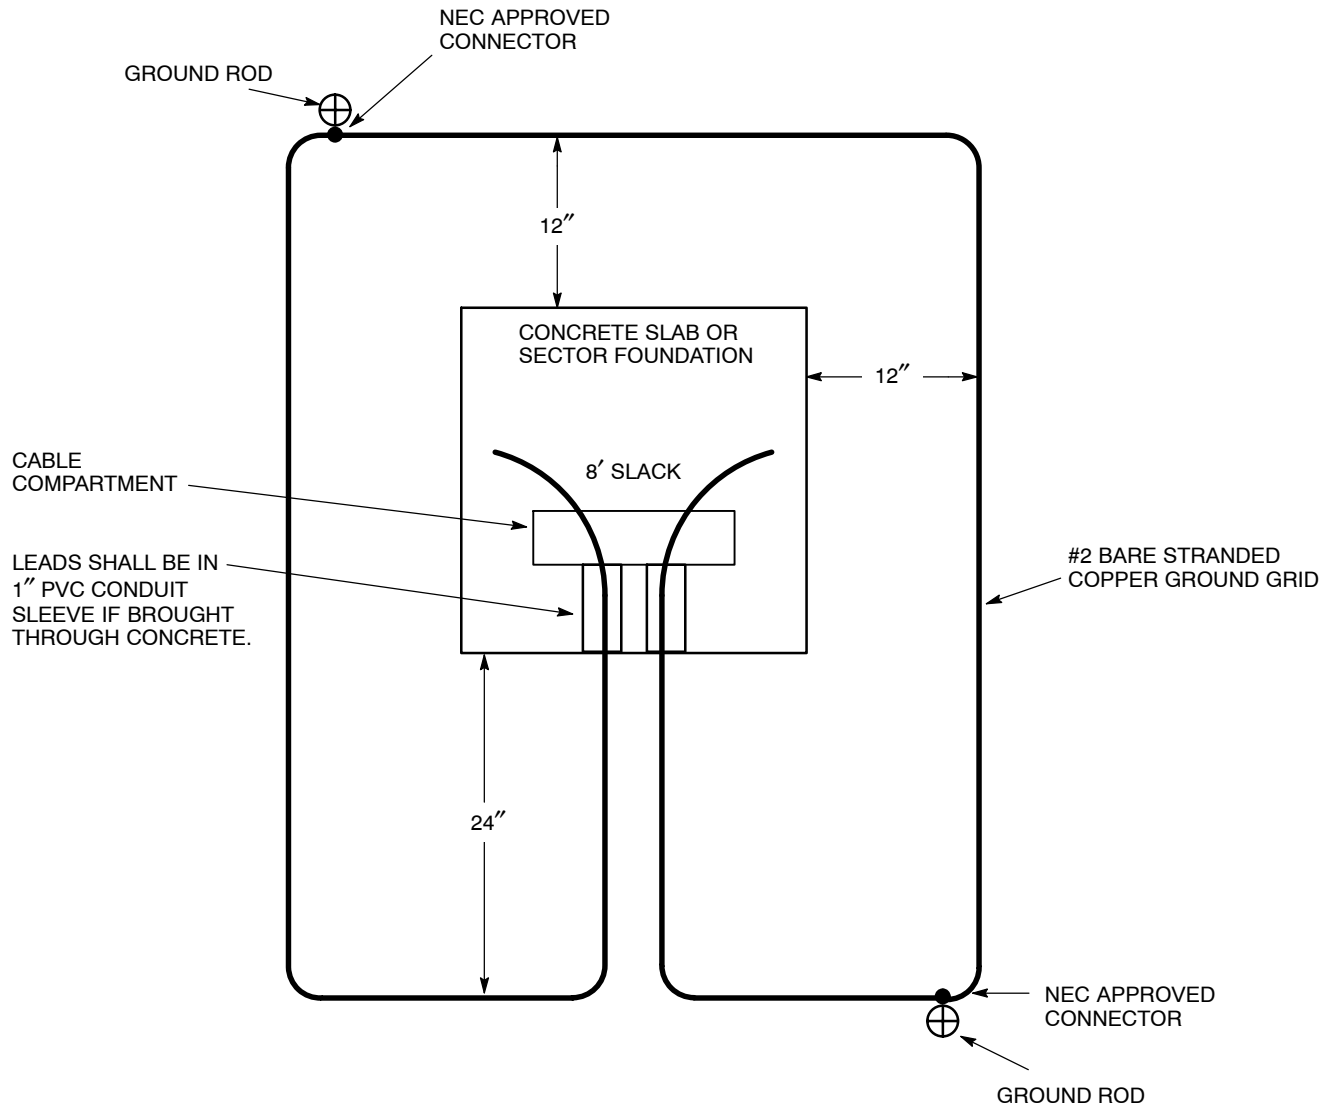 NEC APPROVED
CONNECTOR
GROUND ROD
12″
CONCRETE SLAB OR
SECTOR FOUNDATION
12″
CABLE
COMPARTMENT
8′ SLACK
LEADS SHALL BE IN
1″ PVC CONDUIT
SLEEVE IF BROUGHT
THROUGH CONCRETE.
#2 BARE STRANDED
COPPER GROUND GRID
24″
NEC APPROVED
CONNECTOR
GROUND ROD